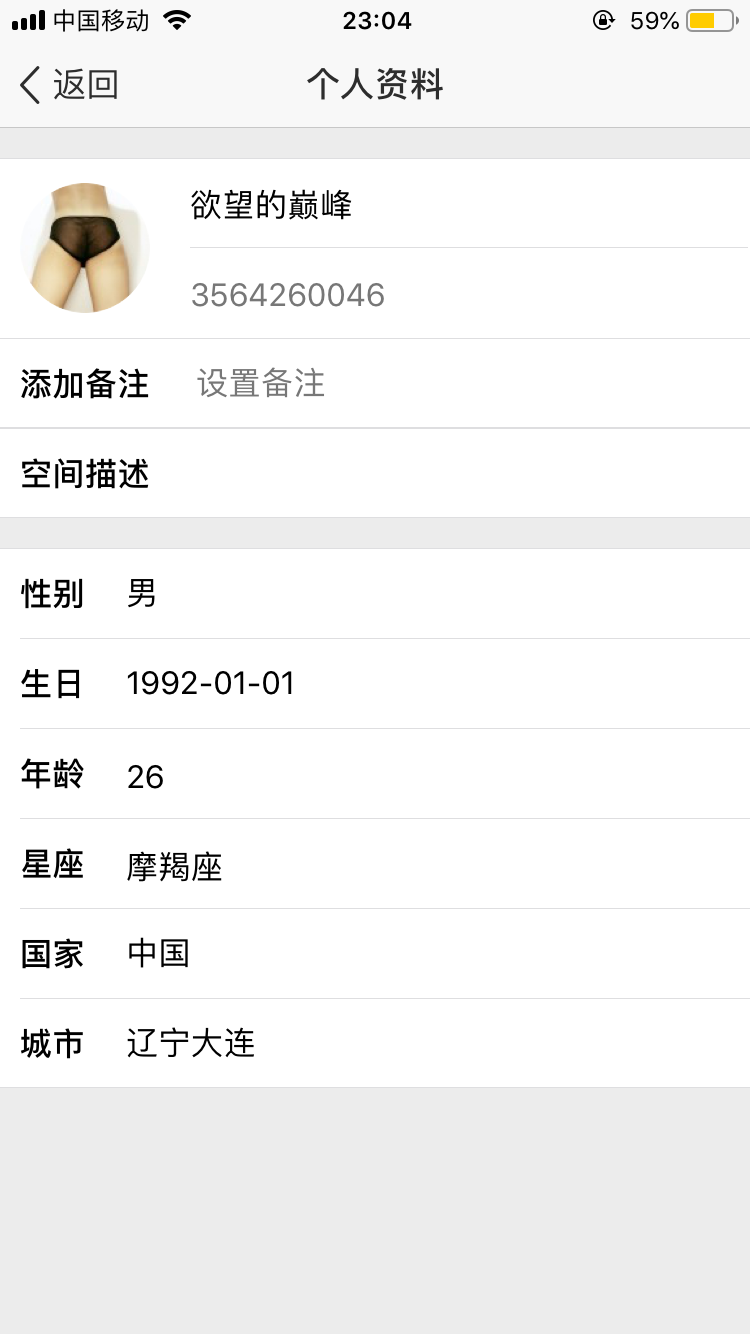 中国移动 23:04 59%
返回 个人资料
欲望的巅峰
3564260046
添加备注 设置备注
空间描述
性别 男
生日 1992-01-01
年龄 26
星座 摩羯座
国家 中国
城市 辽宁大连